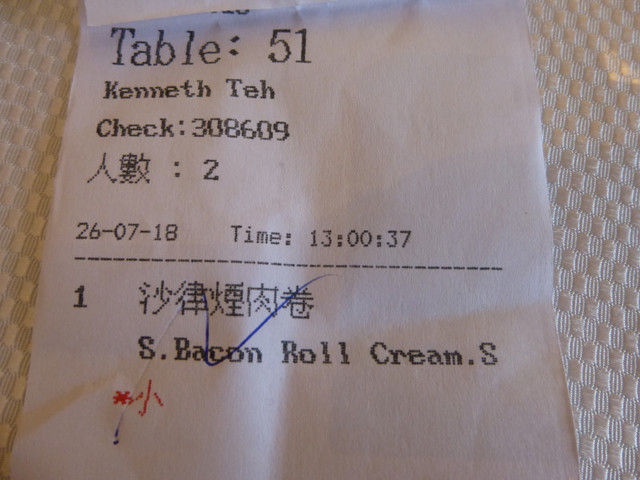 Table: 51
Kenneth Teh
Check:308609
人數 : 2
26-07-18 Time: 13:00:37
1 沙律煙肉卷
S.Bacon Roll Cream.S
*小